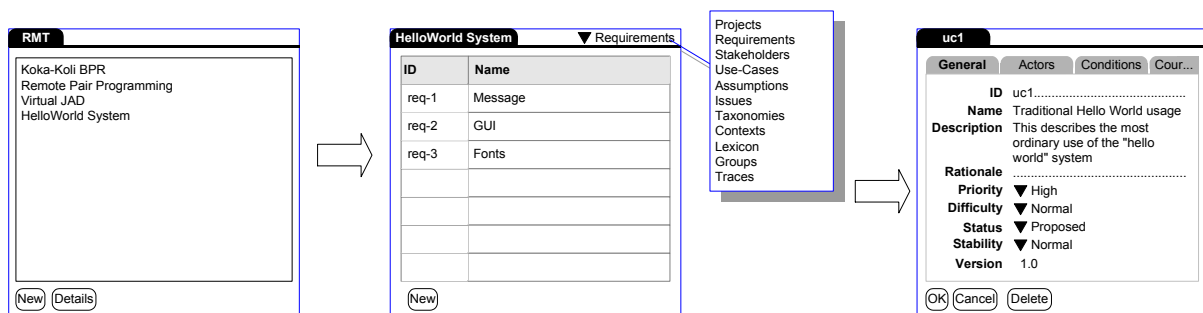 RMT
Koka-Koli BPR
Remote Pair Programming
Virtual JAD
HelloWorld System
New Details
HelloWorld System Requirements
ID Name
req-1 Message
req-2 GUI
req-3 Fonts
New
Projects
Requirements
Stakeholders
Use-Cases
Assumptions
Issues
Taxonomies
Contexts
Lexicon
Groups
Traces
uc1
General Actors Conditions Cour...
ID uc1..........................................
Name Traditional Hello World usage
Description This describes the most
ordinary use of the "hello
world" system
Rationale ................................................
Priority High
Difficulty Normal
Status Proposed
Stability Normal
Version 1.0
OK Cancel Delete